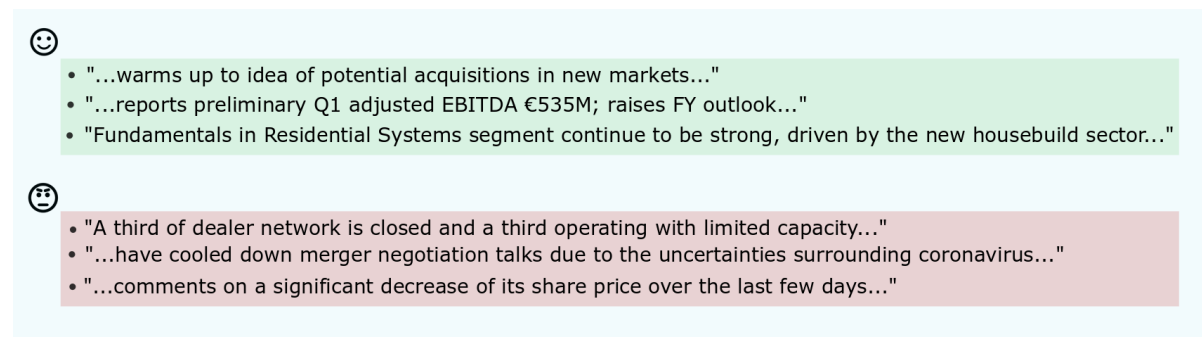 • "...warms up to idea of potential acquisitions in new markets..."
• "...reports preliminary Q1 adjusted EBITDA €535M; raises FY outlook..."
• "Fundamentals in Residential Systems segment continue to be strong, driven by the new housebuild sector..."
• "A third of dealer network is closed and a third operating with limited capacity..."
• "...have cooled down merger negotiation talks due to the uncertainties surrounding coronavirus..."
• "...comments on a significant decrease of its share price over the last few days..."